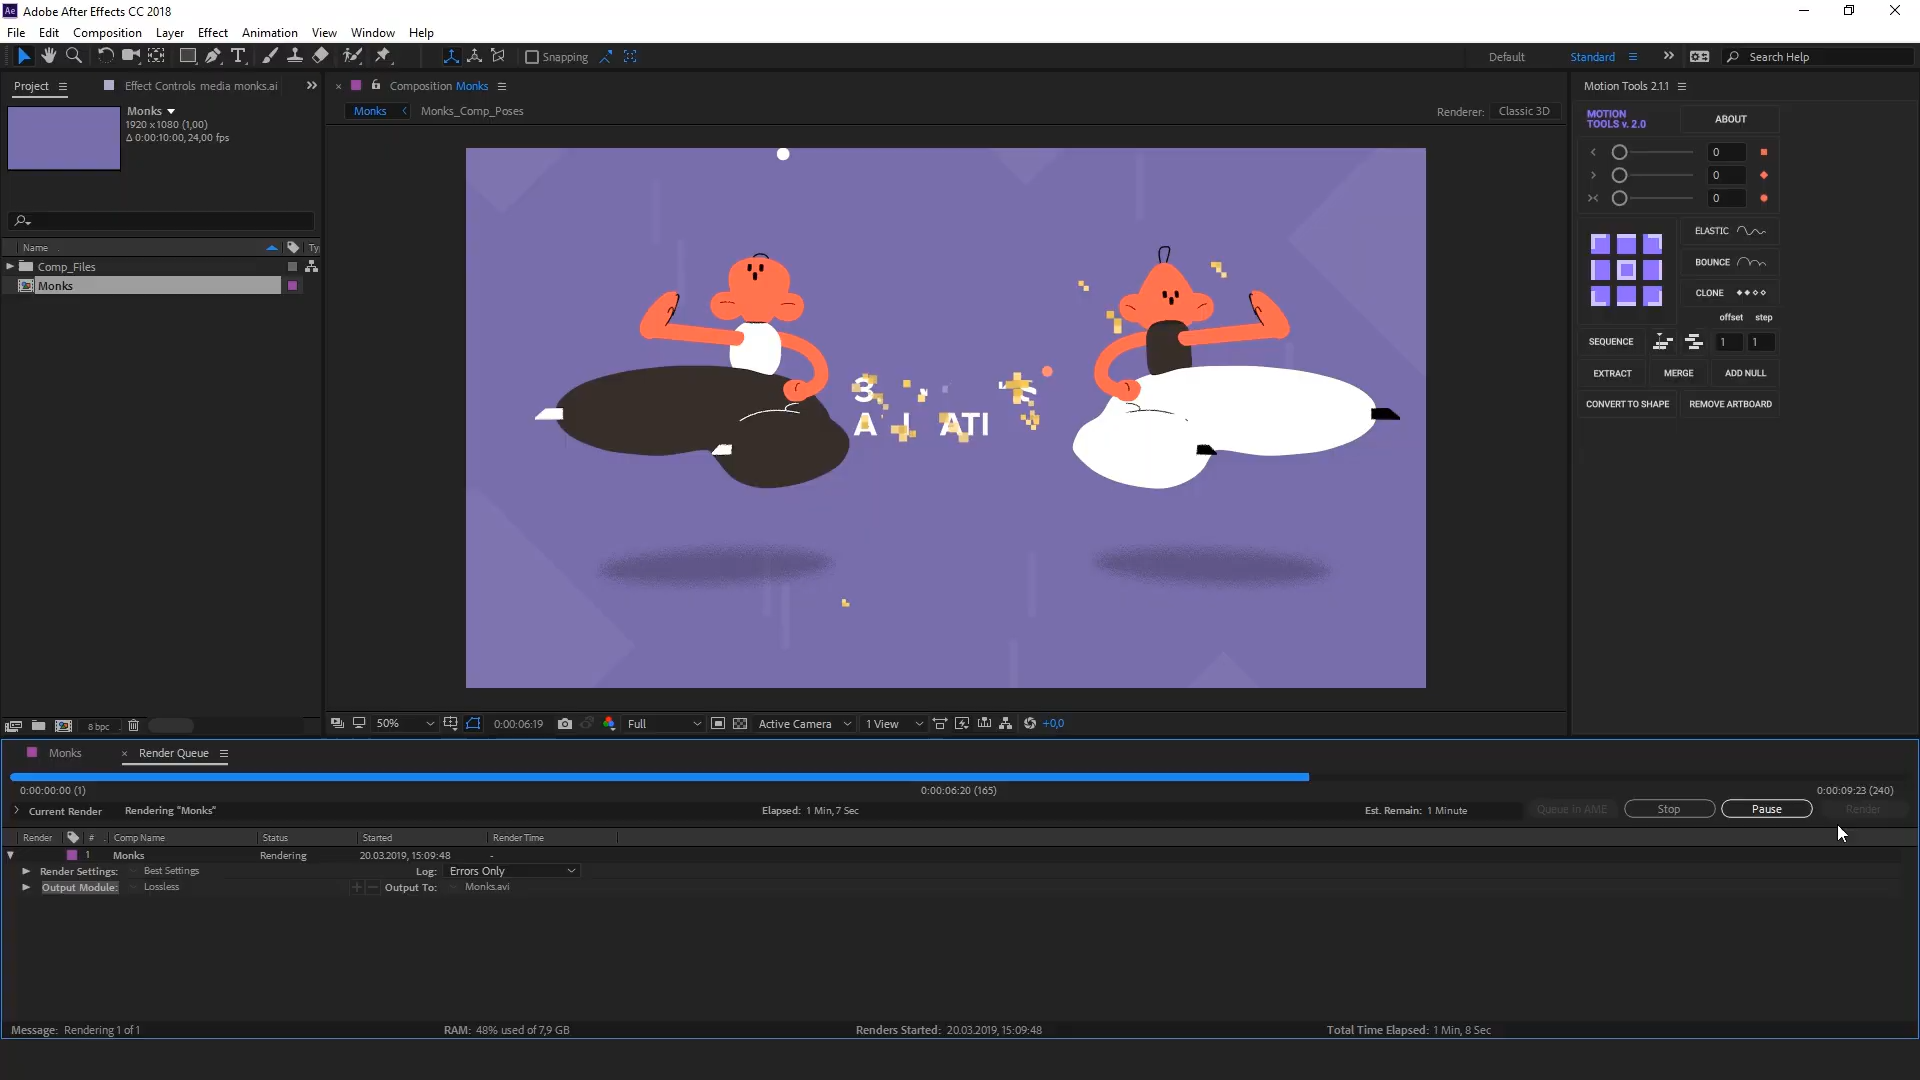 Ae Adobe After Effects CC 2018
File Edit Composition Layer Effect Animation View Window Help
Snapping
Default Standard Search Help
Project Effect Controls media monks.ai
Monks
1920 x 1080 (1,00)
Δ 0:00:10:00, 24,00 fps
Name Ty
Comp_Files
Monks
8 bpc
Composition Monks
Monks Monks_Comp_Poses
Renderer: Classic 3D
3 S
A I ATI
50% 0:00:06:19 Full Active Camera 1 View +0,0
Motion Tools 2.1.1
MOTION
TOOLS v. 2.0
ABOUT
0
0
0
ELASTIC
BOUNCE
CLONE
offset step
SEQUENCE 1 1
EXTRACT MERGE ADD NULL
CONVERT TO SHAPE REMOVE ARTBOARD
Monks Render Queue
0:00:00:00 (1) 0:00:06:20 (165) 0:00:09:23 (240)
Current Render Rendering "Monks" Elapsed: 1 Min, 7 Sec Est. Remain: 1 Minute Queue in AME Stop Pause Render
Render # Comp Name Status Started Render Time
1 Monks Rendering 20.03.2019, 15:09:48 -
Render Settings: Best Settings Log: Errors Only
Output Module: Lossless Output To: Monks.avi
Message: Rendering 1 of 1 RAM: 48% used of 7,9 GB Renders Started: 20.03.2019, 15:09:48 Total Time Elapsed: 1 Min, 8 Sec